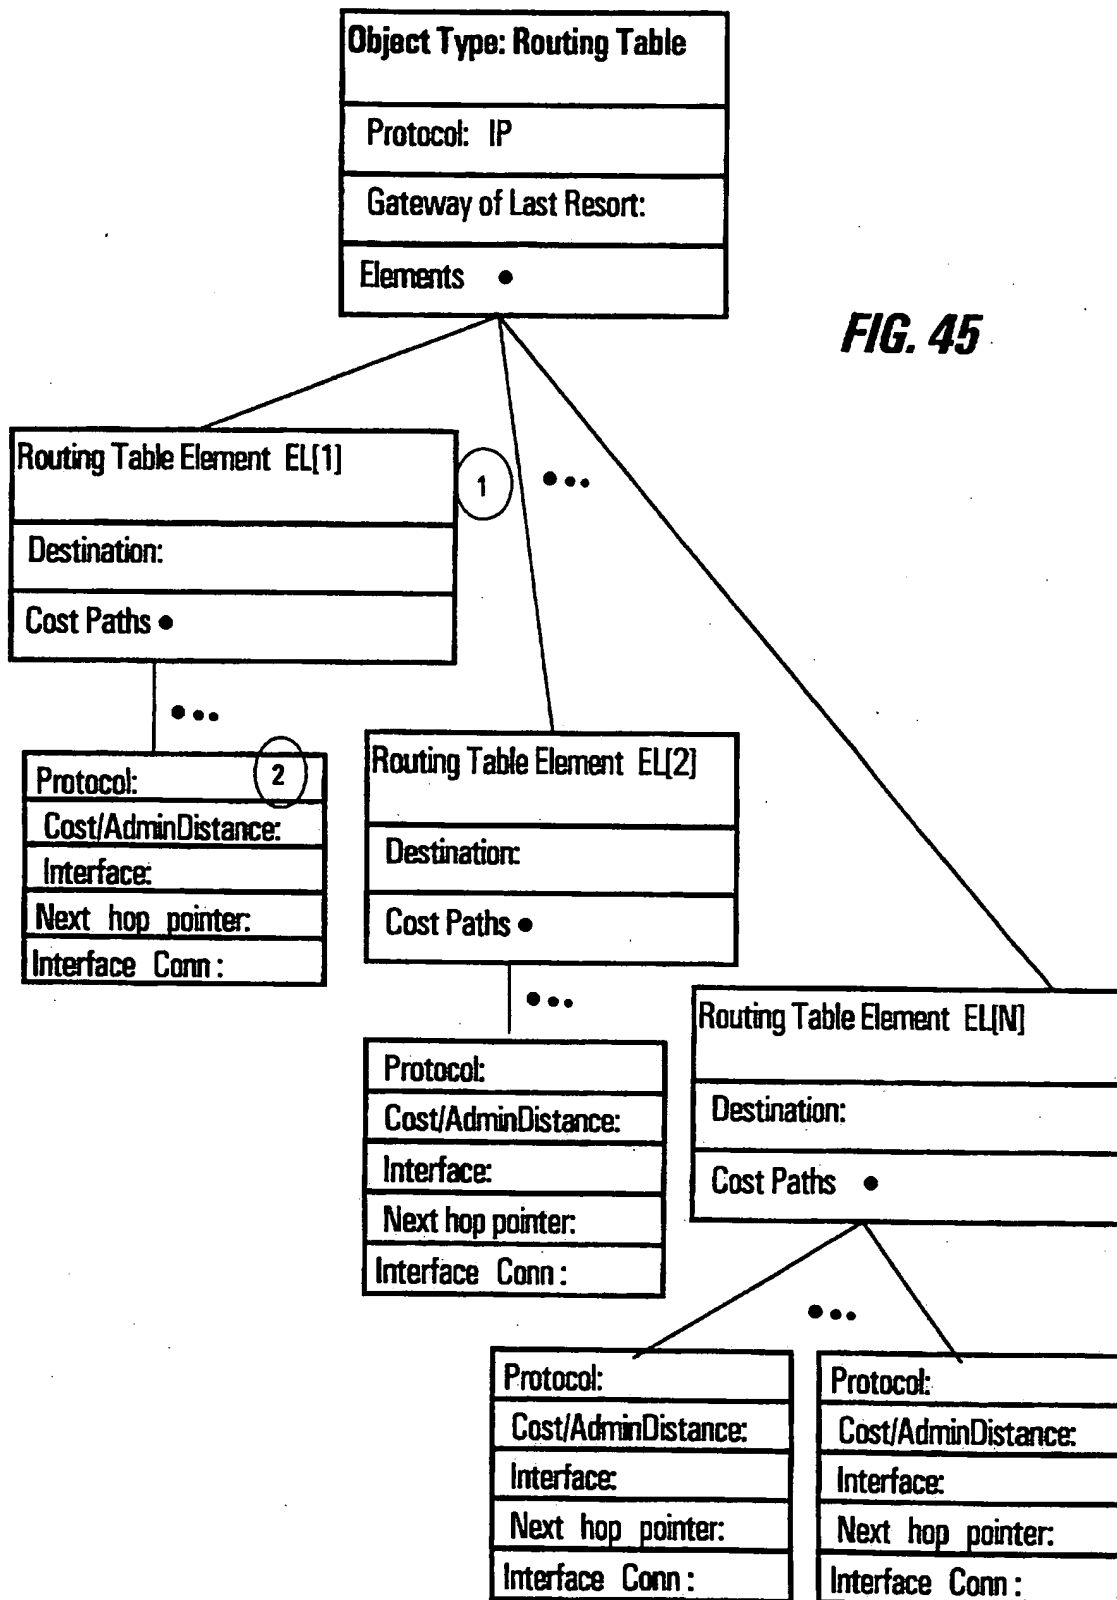 Object Type: Routing Table
Protocol: IP
Gateway of Last Resort:
Elements
FIG. 45
Routing Table Element EL[1]
1
Destination:
Cost Paths
2
Protocol:
Cost/AdminDistance:
Interface:
Next hop pointer:
Interface Conn :
Routing Table Element EL[2]
Destination:
Cost Paths
Protocol:
Cost/AdminDistance:
Interface:
Next hop pointer:
Interface Conn :
Routing Table Element EL[N]
Destination:
Cost Paths
Protocol:
Cost/AdminDistance:
Interface:
Next hop pointer:
Interface Conn :
Protocol:
Cost/AdminDistance:
Interface:
Next hop pointer:
Interface Conn :